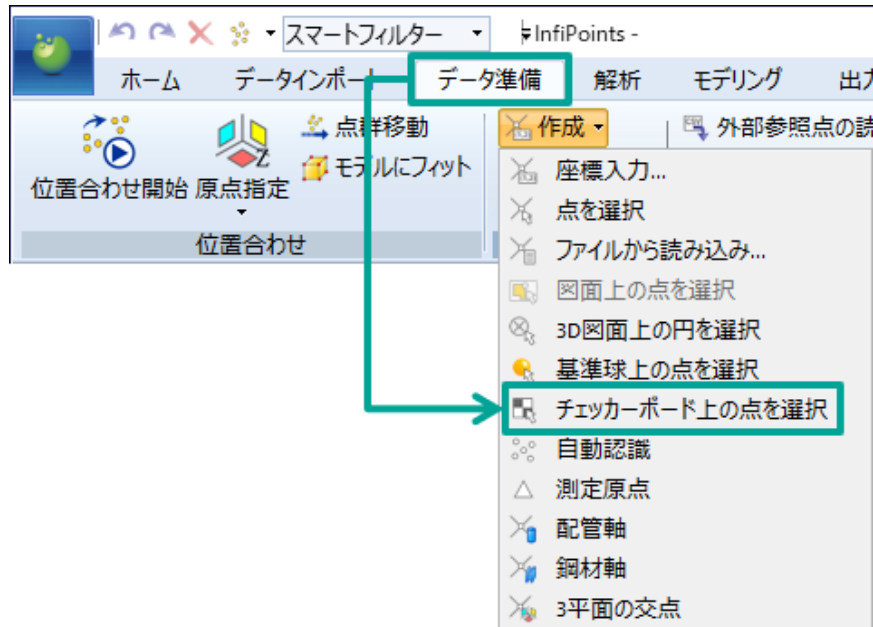 スマートフィルター
InfiPoints -
ホーム データインポート データ準備 解析 モデリング
位置合わせ開始
原点指定
点群移動
モデルにフィット
位置合わせ
作成
外部参照点の読
座標入力...
点を選択
ファイルから読み込み...
図面上の点を選択
3D図面上の円を選択
基準球上の点を選択
チェッカーボード上の点を選択
自動認識
測定原点
配管軸
鋼材軸
3平面の交点